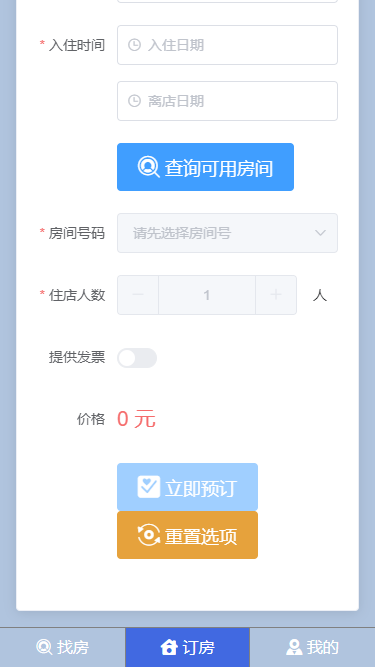 * 入住时间
入住日期
离店日期
查询可用房间
* 房间号码
请先选择房间号
* 住店人数
1
人
提供发票
价格
0 元
立即预订
重置选项
找房
订房
我的